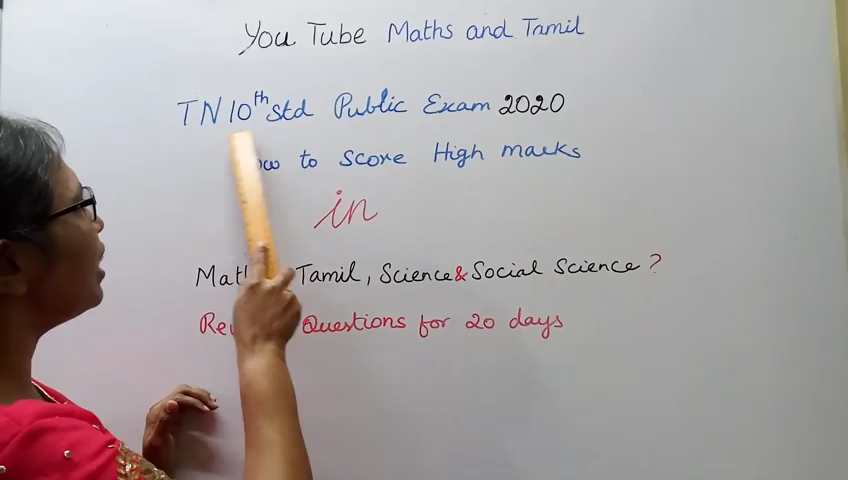 You Tube Maths and Tamil
TN 10th Std Public Exam 2020
to score High marks
in
Tamil, Science & Social Science ?
Questions for 20 days